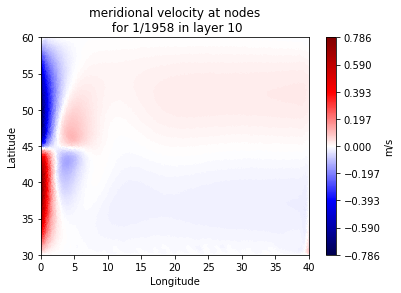 meridional velocity at nodes
for 1/1958 in layer 10
60
55
50
45
40
35
30
Latitude
0 5 10 15 20 25 30 35 40
Longitude
0.786
0.590
0.393
0.197
0.000
−0.197
−0.393
−0.590
−0.786
m/s